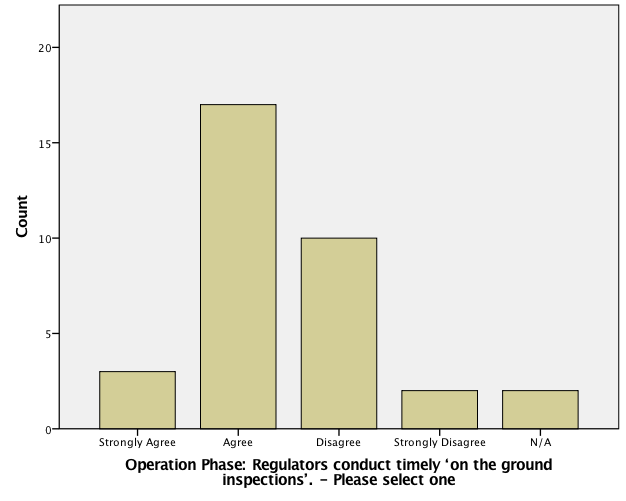 20
15
10
5
0
Count
Strongly Agree
Agree
Disagree
Strongly Disagree
N/A
Operation Phase: Regulators conduct timely ‘on the ground
inspections’. – Please select one